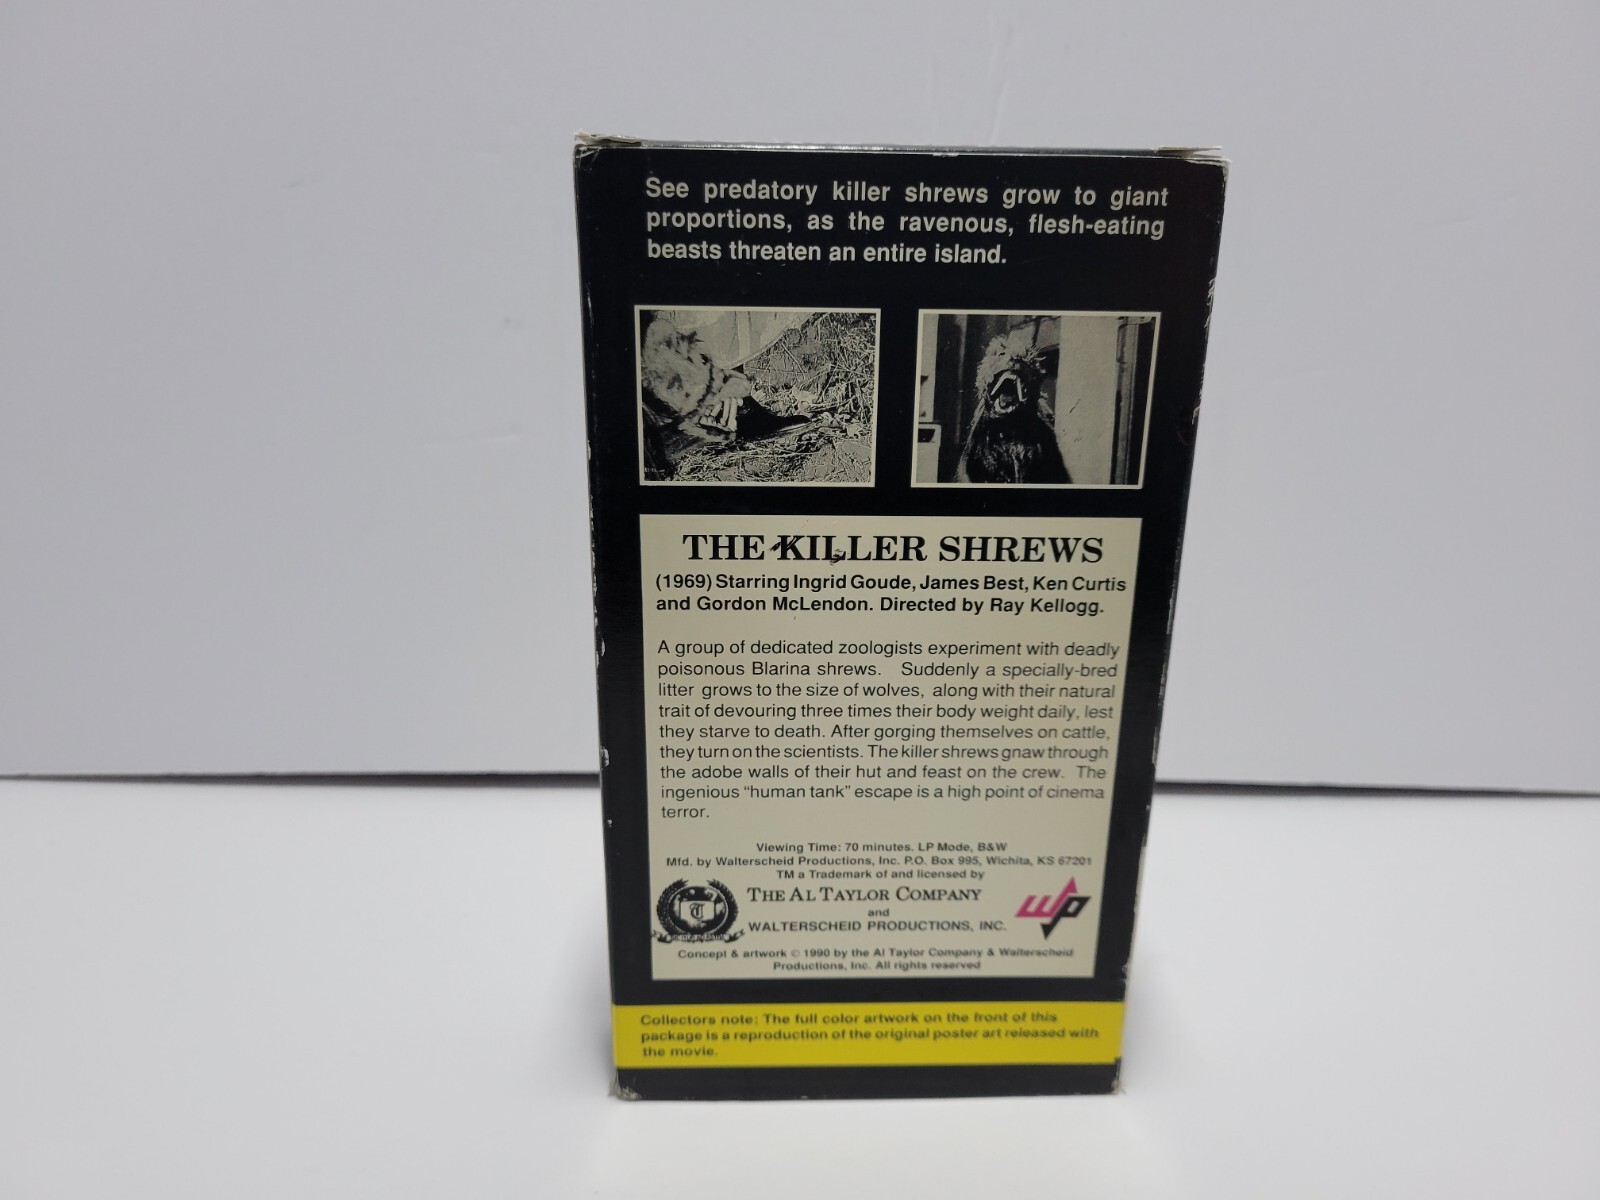 See predatory killer shrews grow to giant
proportions, as the ravenous, flesh-eating
beasts threaten an entire island.
THE KILLER SHREWS
(1969) Starring Ingrid Goude, James Best, Ken Curtis
and Gordon McLendon. Directed by Ray Kellogg.
A group of dedicated zoologists experiment with deadly
poisonous Blarina shrews. Suddenly a specially-bred
litter grows to the size of wolves, along with their natural
trait of devouring three times their body weight daily, lest
they starve to death. After gorging themselves on cattle,
they turn on the scientists. The killer shrews gnaw through
the adobe walls of their hut and feast on the crew. The
ingenious "human tank" escape is a high point of cinema
terror.
Viewing Time: 70 minutes. LP Mode, B&W
Mfd. by Walterscheid Productions, Inc. P.O. Box 995, Wichita, KS 67201
TM a Trademark of and licensed by
THE AL TAYLOR COMPANY
and
WALTERSCHEID PRODUCTIONS, INC.
T
wp
Concept & artwork © 1990 by the Al Taylor Company & Walterscheid
Productions, Inc. All rights reserved
Collectors note: The full color artwork on the front of this
package is a reproduction of the original poster art released with
the movie.